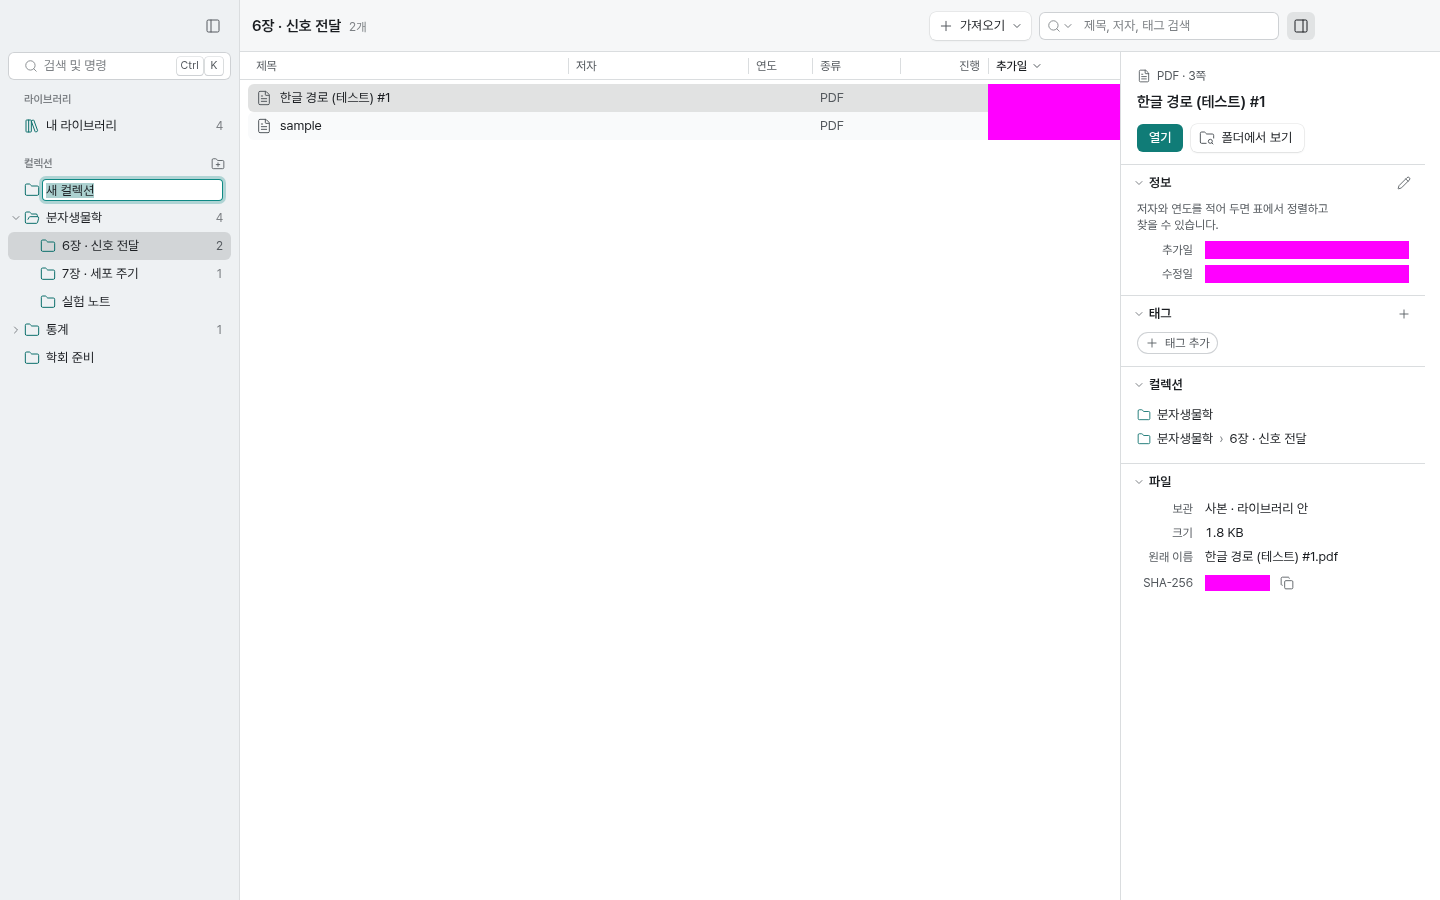 6장 · 신호 전달 2개
가져오기
제목, 저자, 태그 검색
검색 및 명령 Ctrl K
라이브러리
내 라이브러리 4
컬렉션
새 컬렉션
분자생물학 4
6장 · 신호 전달 2
7장 · 세포 주기 1
실험 노트
통계 1
학회 준비
제목 저자 연도 종류 진행 추가일
한글 경로 (테스트) #1 PDF
sample PDF
PDF · 3쪽
한글 경로 (테스트) #1
열기 폴더에서 보기
정보
저자와 연도를 적어 두면 표에서 정렬하고
찾을 수 있습니다.
추가일
수정일
태그
태그 추가
컬렉션
분자생물학
분자생물학 › 6장 · 신호 전달
파일
보관 사본 · 라이브러리 안
크기 1.8 KB
원래 이름 한글 경로 (테스트) #1.pdf
SHA-256